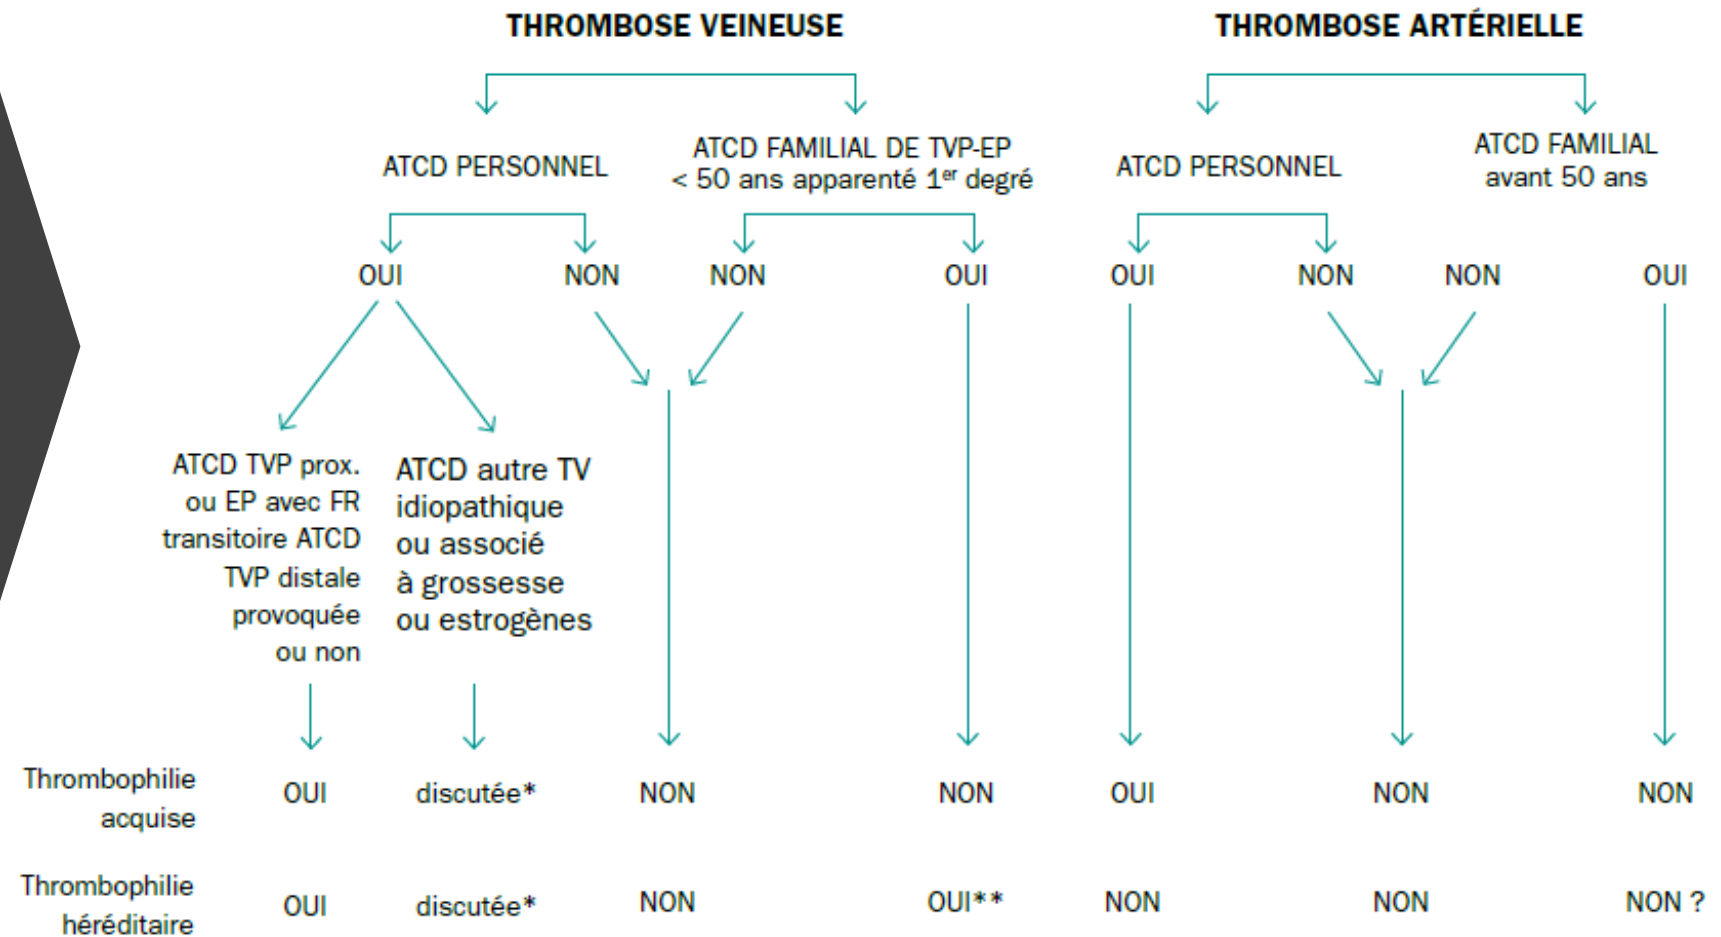 THROMBOSE VEINEUSE
THROMBOSE ARTÉRIELLE
ATCD PERSONNEL
ATCD FAMILIAL DE TVP-EP
< 50 ans apparenté 1er degré
ATCD PERSONNEL
ATCD FAMILIAL
avant 50 ans
OUI
NON
NON
OUI
OUI
NON
NON
OUI
ATCD TVP prox.
ou EP avec FR
transitoire ATCD
TVP distale
provoquée
ou non
ATCD autre TV
idiopathique
ou associé
à grossesse
ou estrogènes
Thrombophilie
acquise
OUI
discutée*
NON
NON
OUI
NON
NON
Thrombophilie
héréditaire
OUI
discutée*
NON
OUI**
NON
NON
NON ?